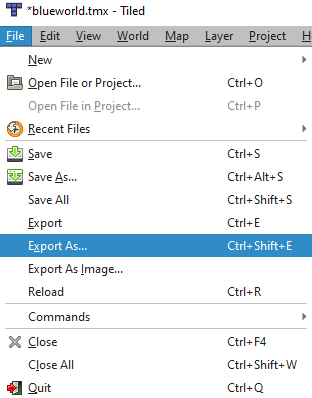 *blueworld.tmx - Tiled
File Edit View World Map Layer Project H
New
Open File or Project... Ctrl+O
Open File in Project... Ctrl+P
Recent Files
Save Ctrl+S
Save As... Ctrl+Alt+S
Save All Ctrl+Shift+S
Export Ctrl+E
Export As... Ctrl+Shift+E
Export As Image...
Reload Ctrl+R
Commands
Close Ctrl+F4
Close All Ctrl+Shift+W
Quit Ctrl+Q